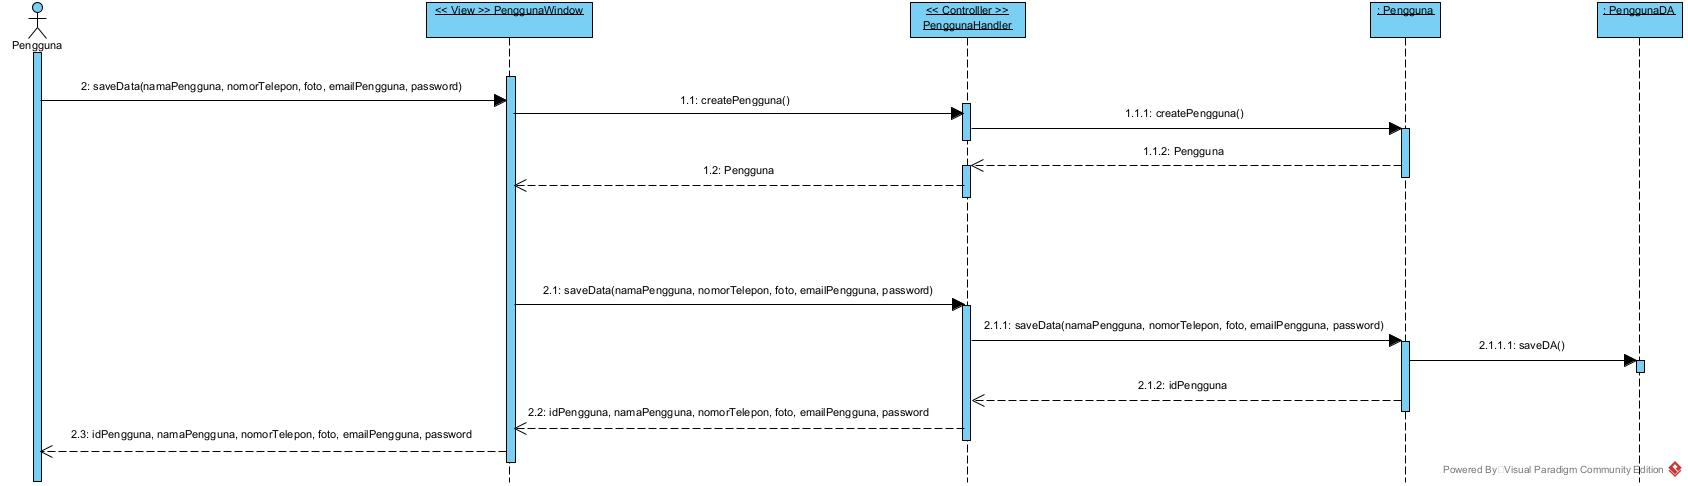 << View >> PenggunaWindow
<< Controlller >>
PenggunaHandler
: Pengguna
: PenggunaDA
Pengguna
2: saveData(namaPengguna, nomorTelepon, foto, emailPengguna, password)
1.1: createPengguna()
1.1.1: createPengguna()
1.1.2: Pengguna
1.2: Pengguna
2.1: saveData(namaPengguna, nomorTelepon, foto, emailPengguna, password)
2.1.1: saveData(namaPengguna, nomorTelepon, foto, emailPengguna, password)
2.1.1.1: saveDA()
2.1.2: idPengguna
2.2: idPengguna, namaPengguna, nomorTelepon, foto, emailPengguna, password
2.3: idPengguna, namaPengguna, nomorTelepon, foto, emailPengguna, password
Powered By Visual Paradigm Community Edition